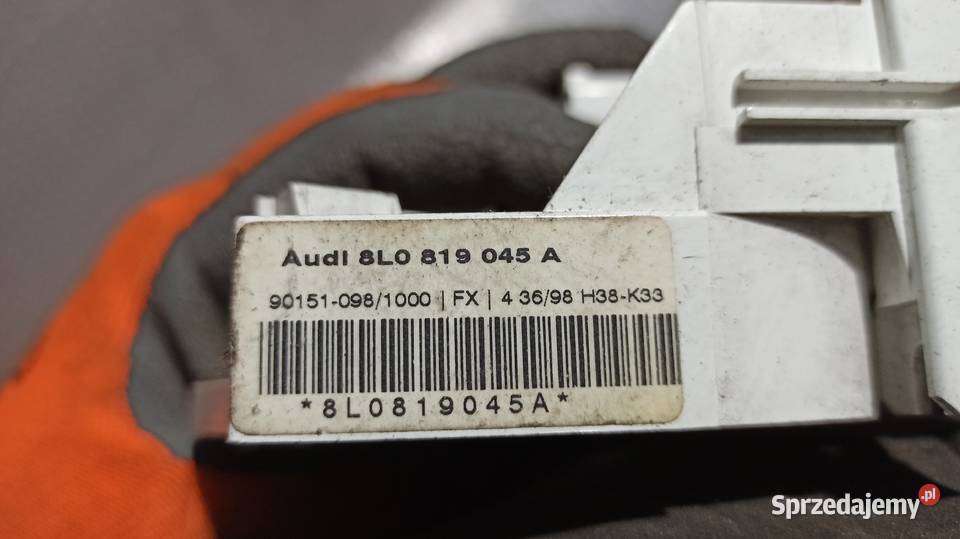 Audi 8L0 819 045 A
90151-098/1000 | FX | 4 36/98 H38-K33
*8L0819045A*
Sprzedajemy.pl